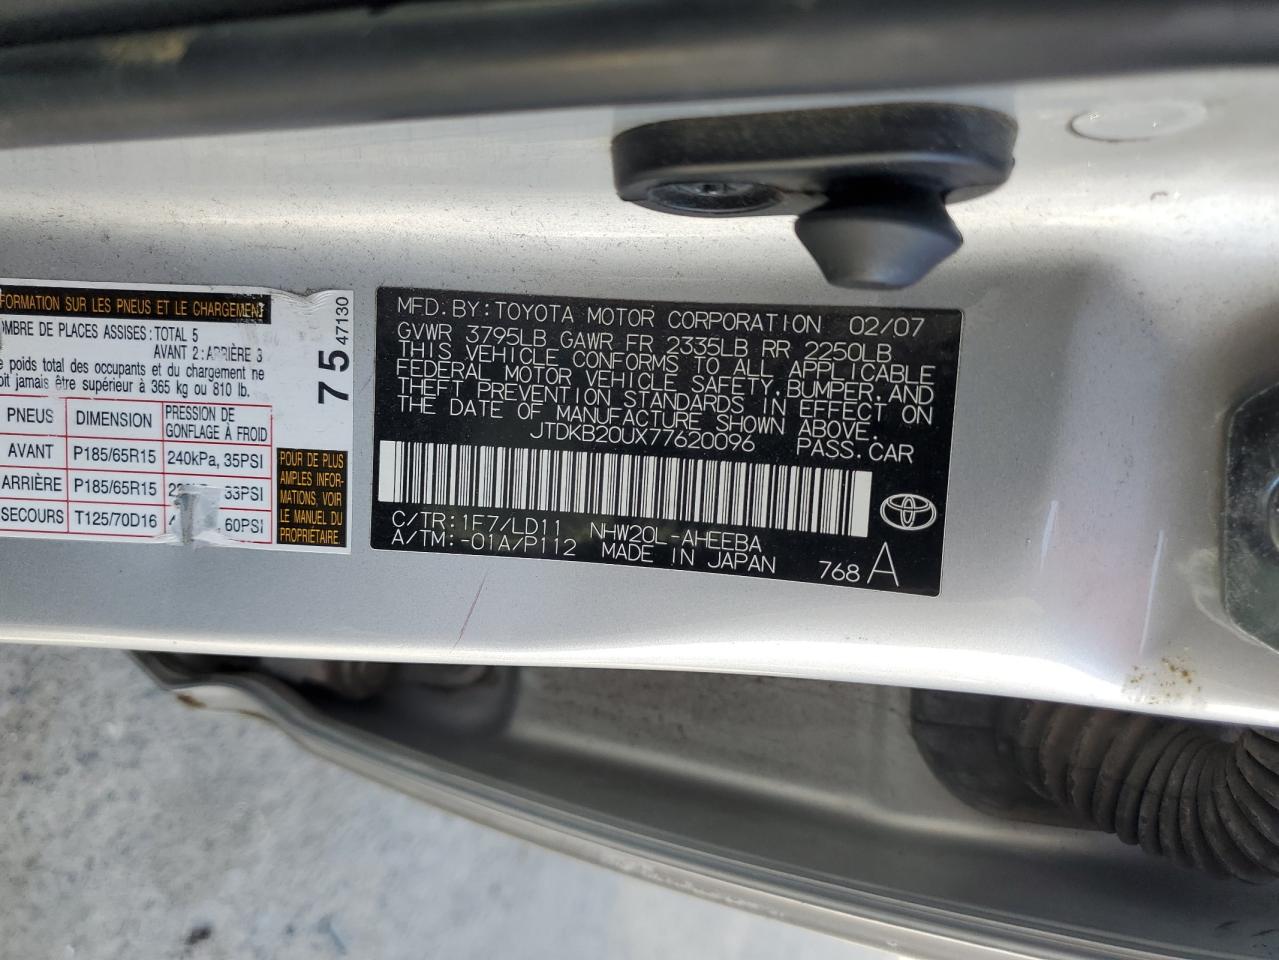 FORMATION SUR LES PNEUS ET LE CHARGEMENT
MBRE DE PLACES ASSISES: TOTAL 5
AVANT 2: ARRIÈRE 3
poids total des occupants et du chargement ne
oit jamais être supérieur à 365 kg ou 810 lb.
PNEUS DIMENSION PRESSION DE GONFLAGE À FROID
AVANT P185/65R15 240kPa, 35PSI
ARRIÈRE P185/65R15 33PSI
SECOURS T125/70D16 60PSI
75
47130
POUR DE PLUS
AMPLES INFOR-
MATIONS, VOIR
LE MANUEL DU
PROPRIÉTAIRE.
MFD. BY: TOYOTA MOTOR CORPORATION 02/07
GVWR 3795LB GAWR FR 2335LB RR 2250LB
THIS VEHICLE CONFORMS TO ALL APPLICABLE
FEDERAL MOTOR VEHICLE SAFETY, BUMPER, AND
THEFT PREVENTION STANDARDS IN EFFECT ON
THE DATE OF MANUFACTURE SHOWN ABOVE.
JTDKB20UX77620096 PASS. CAR
C/TR: 1F7/LD11 NHW20L-AHEEBA
A/TM: -01A/P112 MADE IN JAPAN 768 A